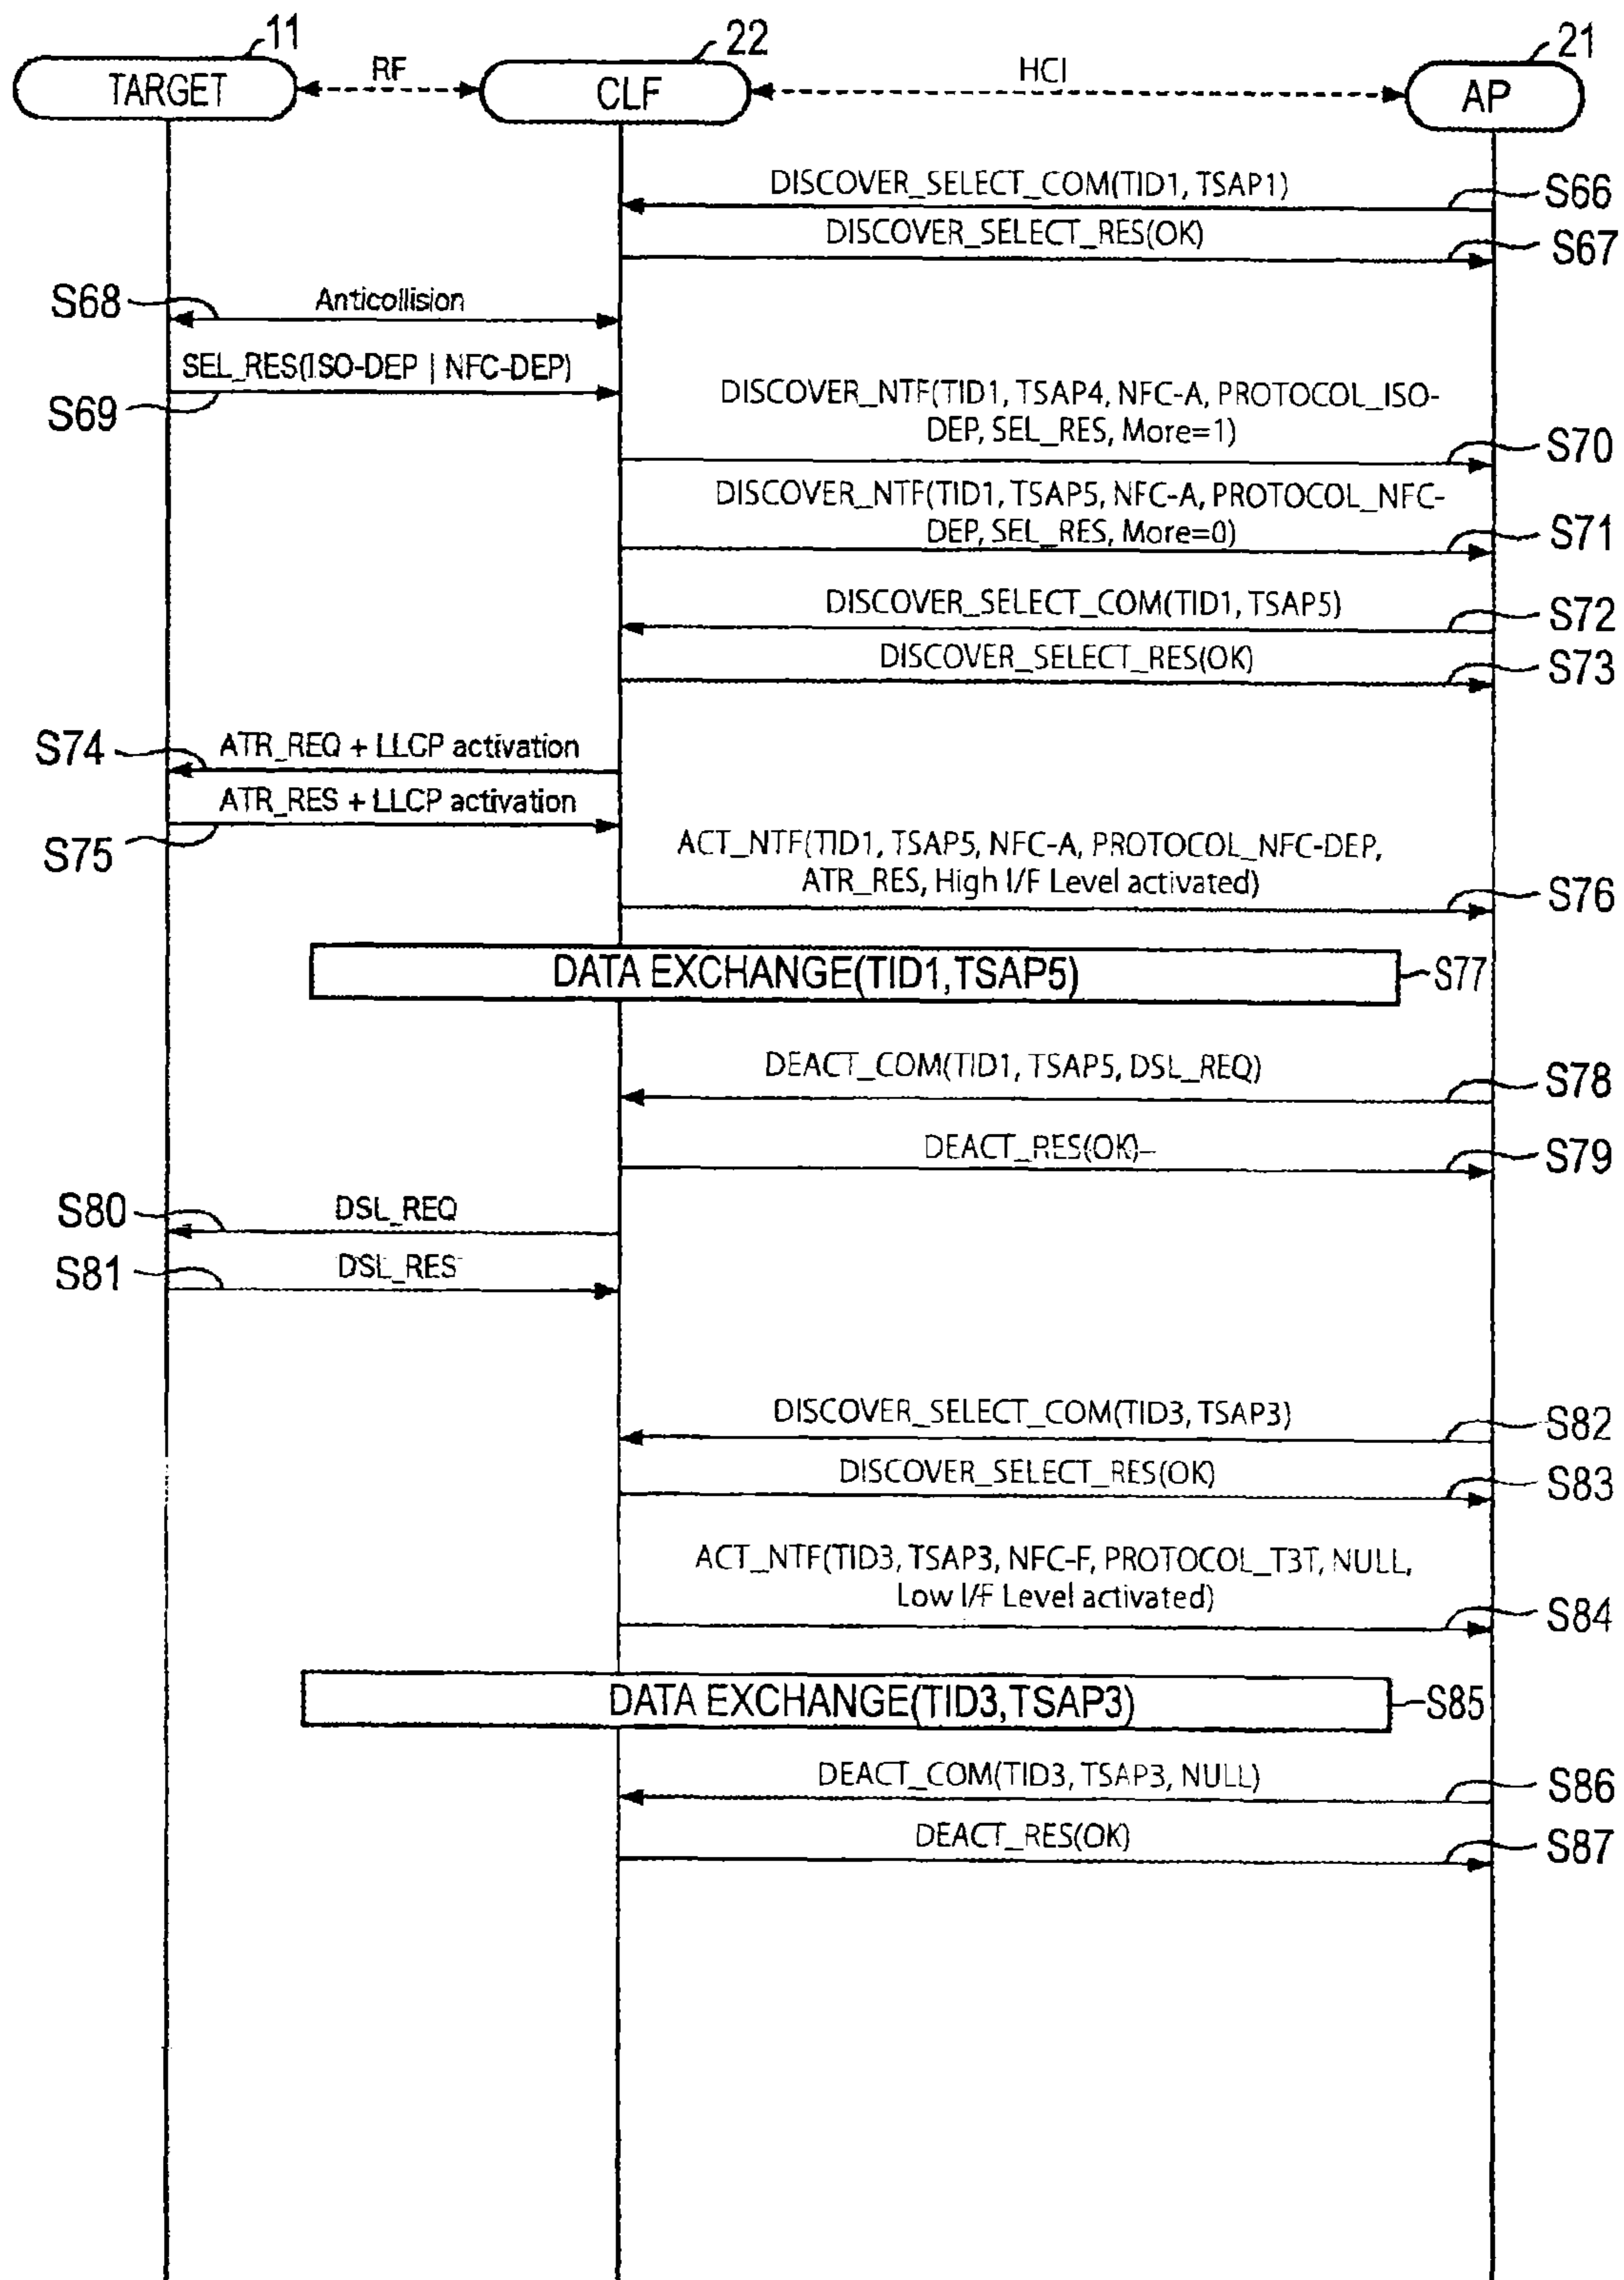 11
22
21
TARGET
RF
CLF
HCI
AP
DISCOVER_SELECT_COM(TID1, TSAP1)
S66
DISCOVER_SELECT_RES(OK)
S67
S68
Anticollision
SEL_RES(ISO-DEP | NFC-DEP)
S69
DISCOVER_NTF(TID1, TSAP4, NFC-A, PROTOCOL_ISO-
DEP, SEL_RES, More=1)
S70
DISCOVER_NTF(TID1, TSAP5, NFC-A, PROTOCOL_NFC-
DEP, SEL_RES, More=0)
S71
DISCOVER_SELECT_COM(TID1, TSAP5)
S72
DISCOVER_SELECT_RES(OK)
S73
S74
ATR_REQ + LLCP activation
ATR_RES + LLCP activation
S75
ACT_NTF(TID1, TSAP5, NFC-A, PROTOCOL_NFC-DEP,
ATR_RES, High I/F Level activated)
S76
DATA EXCHANGE(TID1,TSAP5)
S77
DEACT_COM(TID1, TSAP5, DSL_REQ)
S78
DEACT_RES(OK)–
S79
S80
DSL_REQ
S81
DSL_RES
DISCOVER_SELECT_COM(TID3, TSAP3)
S82
DISCOVER_SELECT_RES(OK)
S83
ACT_NTF(TID3, TSAP3, NFC-F, PROTOCOL_T3T, NULL,
Low I/F Level activated)
S84
DATA EXCHANGE(TID3,TSAP3)
S85
DEACT_COM(TID3, TSAP3, NULL)
S86
DEACT_RES(OK)
S87